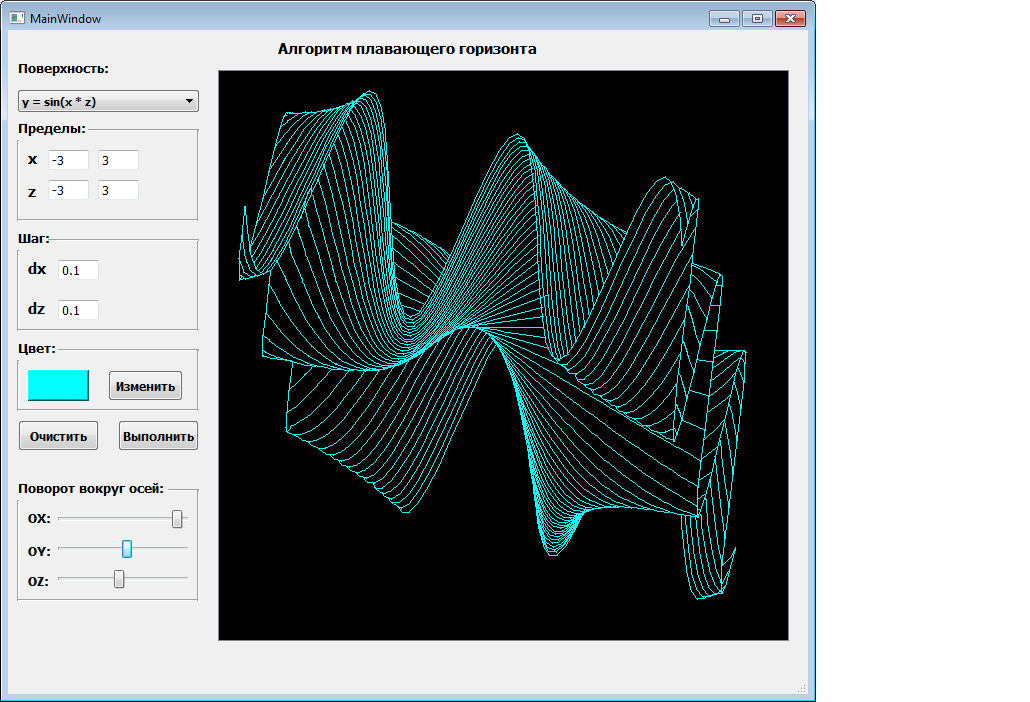 MainWindow
Алгоритм плавающего горизонта
Поверхность:
y = sin(x * z)
Пределы:
x -3 3
z -3 3
Шаг:
dx 0.1
dz 0.1
Цвет:
Изменить
Очистить Выполнить
Поворот вокруг осей:
OX:
OY:
OZ: